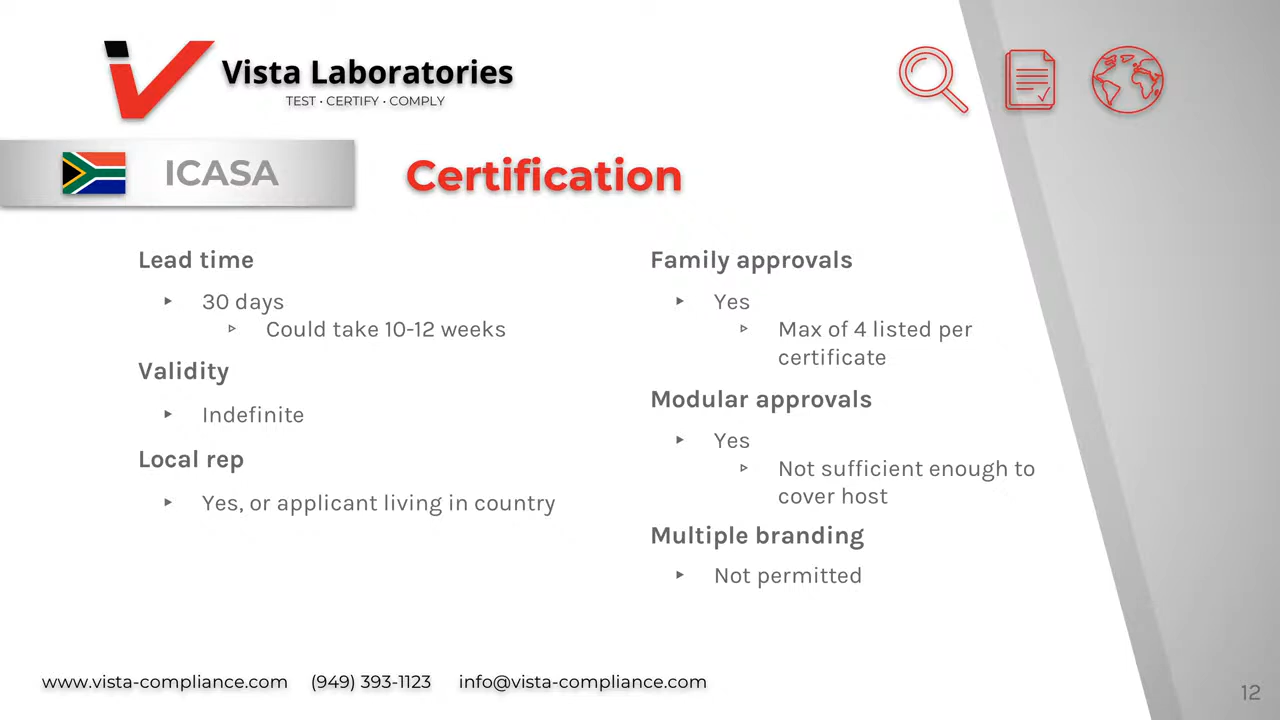 Vista Laboratories
TEST · CERTIFY · COMPLY
ICASA
Certification
Lead time
30 days
Could take 10-12 weeks
Validity
Indefinite
Local rep
Yes, or applicant living in country
Family approvals
Yes
Max of 4 listed per
certificate
Modular approvals
Yes
Not sufficient enough to
cover host
Multiple branding
Not permitted
www.vista-compliance.com (949) 393-1123 info@vista-compliance.com
12